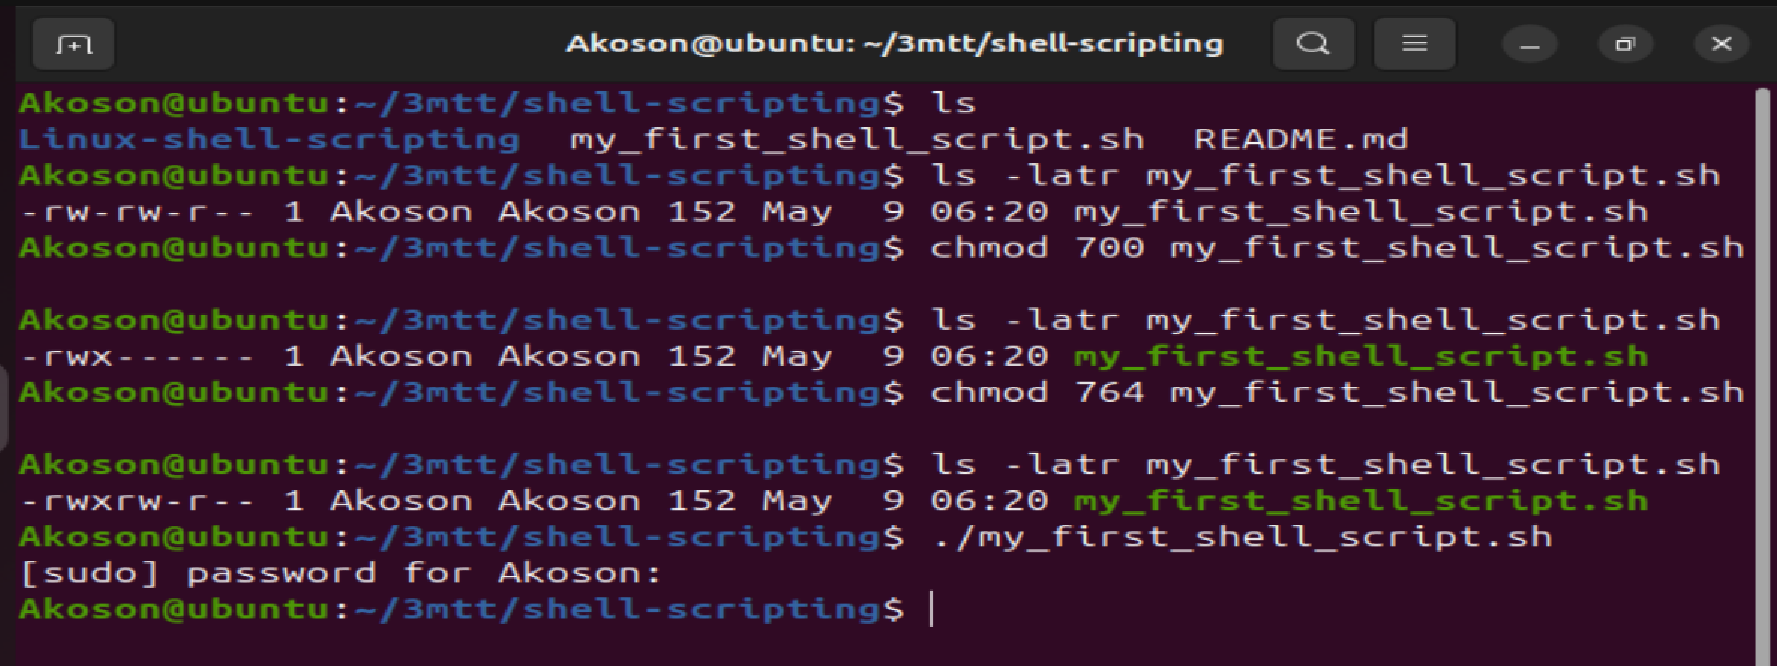 Akoson@ubuntu: ~/3mtt/shell-scripting
Akoson@ubuntu:~/3mtt/shell-scripting$ ls
Linux-shell-scripting  my_first_shell_script.sh  README.md
Akoson@ubuntu:~/3mtt/shell-scripting$ ls -latr my_first_shell_script.sh
-rw-rw-r-- 1 Akoson Akoson 152 May  9 06:20 my_first_shell_script.sh
Akoson@ubuntu:~/3mtt/shell-scripting$ chmod 700 my_first_shell_script.sh
Akoson@ubuntu:~/3mtt/shell-scripting$ ls -latr my_first_shell_script.sh
-rwx------ 1 Akoson Akoson 152 May  9 06:20 my_first_shell_script.sh
Akoson@ubuntu:~/3mtt/shell-scripting$ chmod 764 my_first_shell_script.sh
Akoson@ubuntu:~/3mtt/shell-scripting$ ls -latr my_first_shell_script.sh
-rwxrw-r-- 1 Akoson Akoson 152 May  9 06:20 my_first_shell_script.sh
Akoson@ubuntu:~/3mtt/shell-scripting$ ./my_first_shell_script.sh
[sudo] password for Akoson:
Akoson@ubuntu:~/3mtt/shell-scripting$